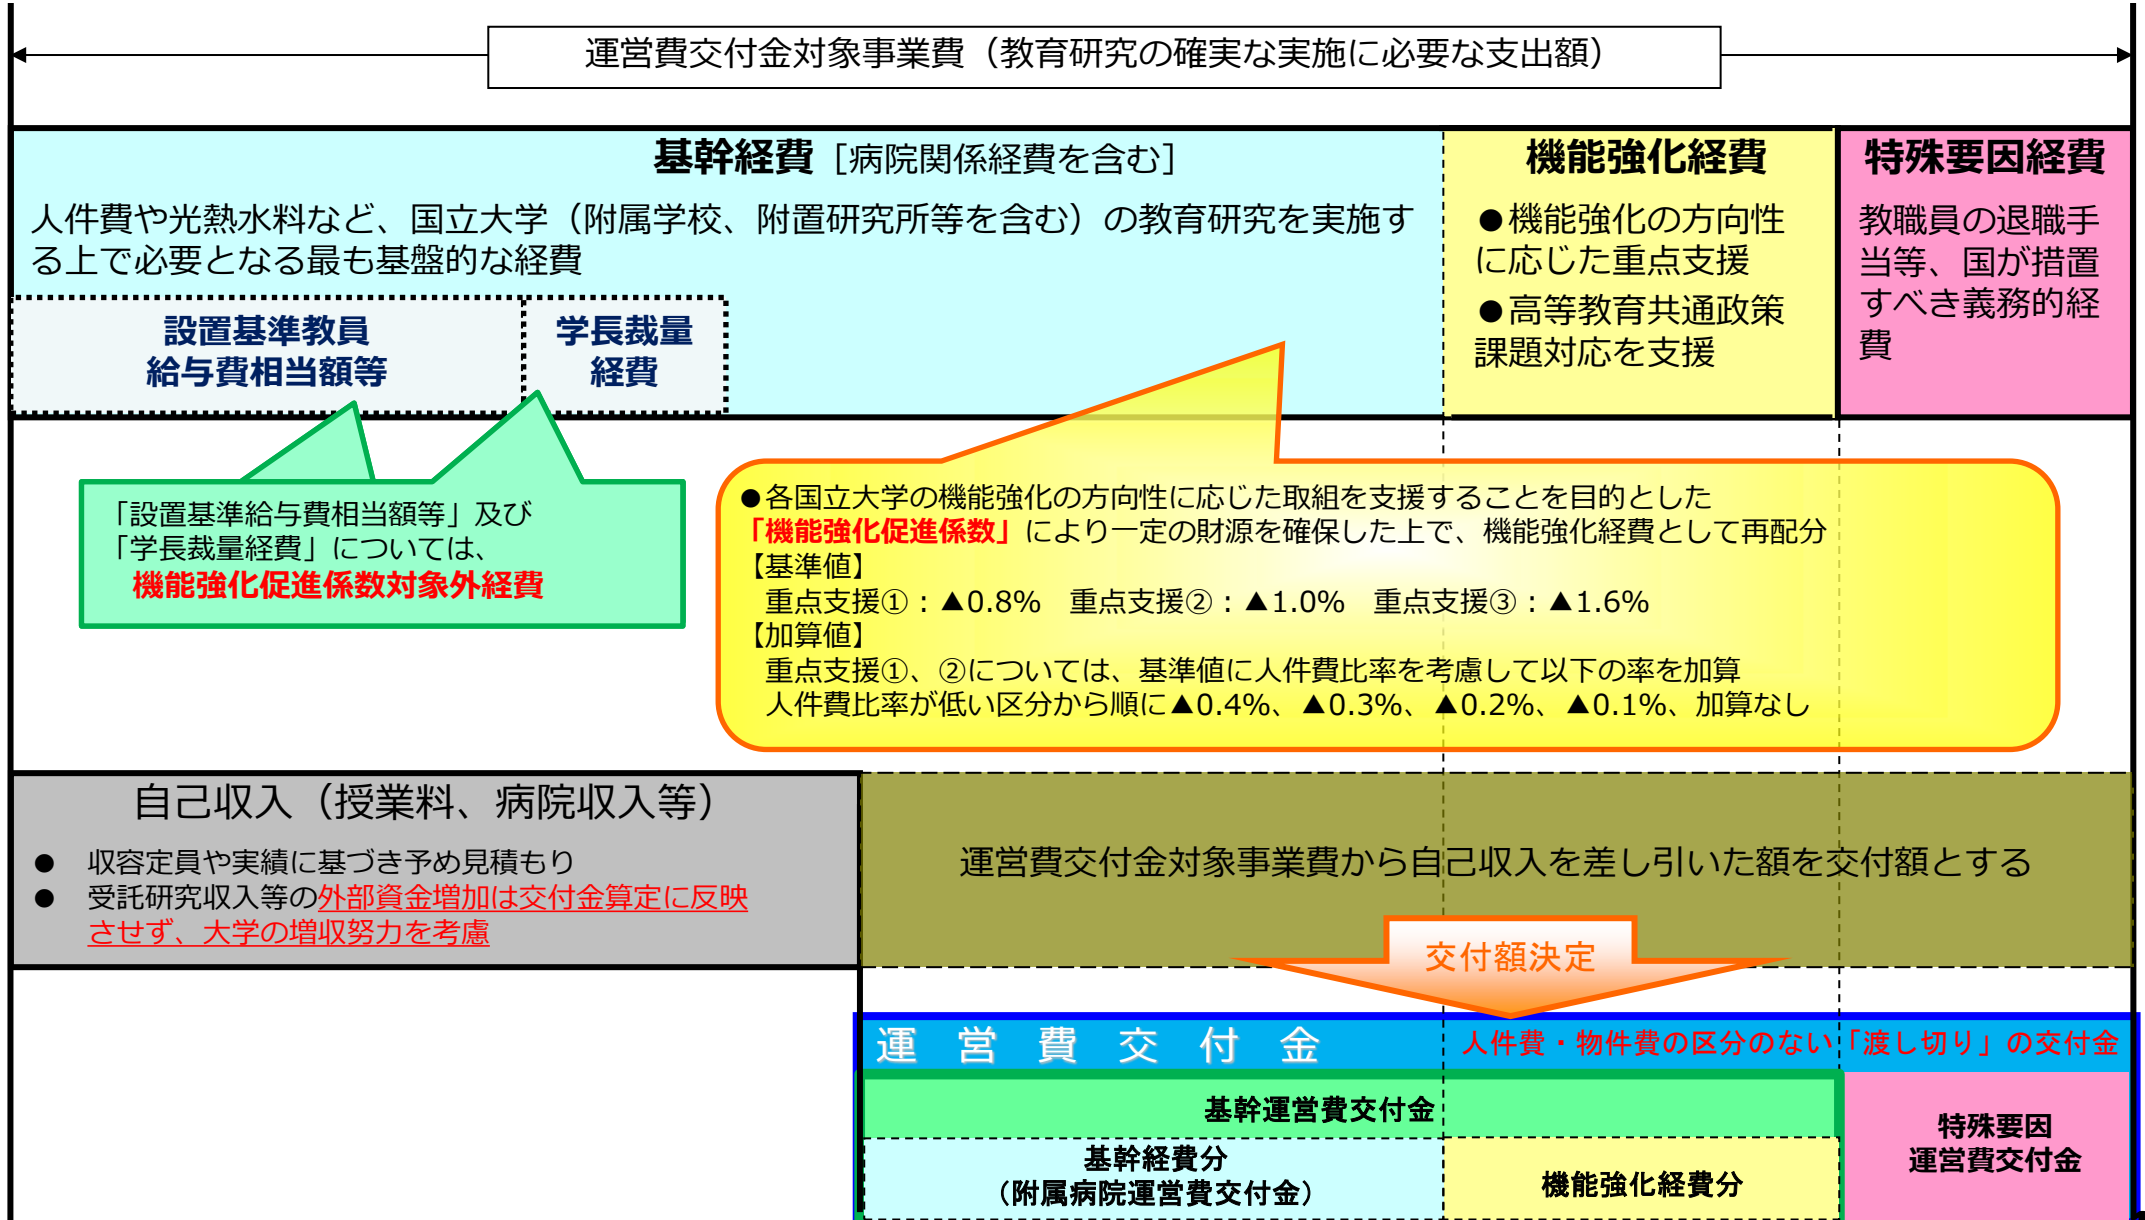 運営費交付金対象事業費（教育研究の確実な実施に必要な支出額）
基幹経費［病院関係経費を含む］
人件費や光熱水料など、国立大学（附属学校、附置研究所等を含む）の教育研究を実施す
る上で必要となる最も基盤的な経費
設置基準教員
給与費相当額等
学長裁量
経費
機能強化経費
●機能強化の方向性
に応じた重点支援
●高等教育共通政策
課題対応を支援
特殊要因経費
教職員の退職手
当等、国が措置
すべき義務的経
費
「設置基準給与費相当額等」及び
「学長裁量経費」については、
機能強化促進係数対象外経費
●各国立大学の機能強化の方向性に応じた取組を支援することを目的とした
「機能強化促進係数」により一定の財源を確保した上で、機能強化経費として再配分
【基準値】
重点支援①：▲0.8%　重点支援②：▲1.0%　重点支援③：▲1.6%
【加算値】
重点支援①、②については、基準値に人件費比率を考慮して以下の率を加算
人件費比率が低い区分から順に▲0.4%、▲0.3%、▲0.2%、▲0.1%、加算なし
自己収入（授業料、病院収入等）
●　収容定員や実績に基づき予め見積もり
●　受託研究収入等の外部資金増加は交付金算定に反映
させず、大学の増収努力を考慮
運営費交付金対象事業費から自己収入を差し引いた額を交付額とする
交付額決定
運　営　費　交　付　金
人件費・物件費の区分のない「渡し切り」の交付金
基幹運営費交付金
基幹経費分
（附属病院運営費交付金）
機能強化経費分
特殊要因
運営費交付金